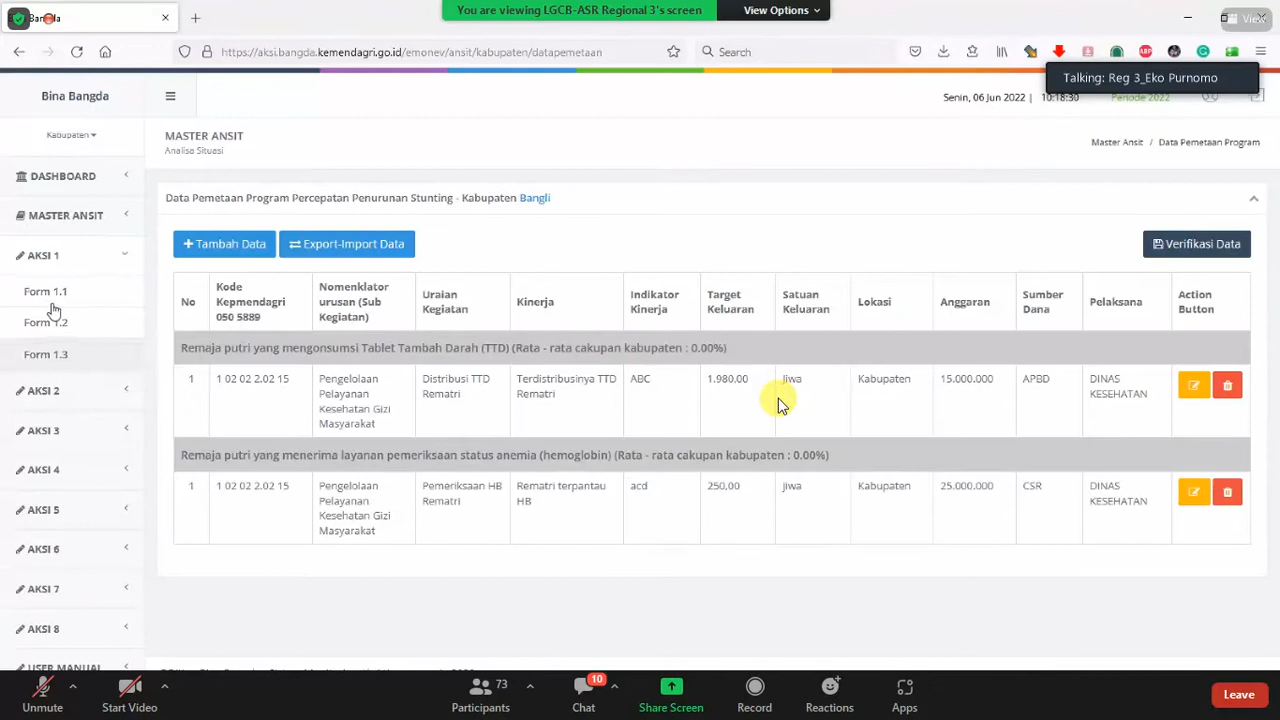 You are viewing LGCB-ASR Regional 3's screen
View Options
View
https://aksi.bangda.kemendagri.go.id/emonev/ansit/kabupaten/datapemetaan
Search
Talking: Reg 3_Eko Purnomo
Bina Bangda
Senin, 06 Jun 2022 | 10:18:30
Periode 2022
Kabupaten
MASTER ANSIT
Analisa Situasi
Master Ansit / Data Pemetaan Program
DASHBOARD
MASTER ANSIT
AKSI 1
Form 1.1
Form 1.2
Form 1.3
AKSI 2
AKSI 3
AKSI 4
AKSI 5
AKSI 6
AKSI 7
AKSI 8
USER MANUAL
Data Pemetaan Program Percepatan Penurunan Stunting - Kabupaten Bangli
+ Tambah Data
Export-Import Data
Verifikasi Data
No
Kode Kepmendagri 050 5889
Nomenklator urusan (Sub Kegiatan)
Uraian Kegiatan
Kinerja
Indikator Kinerja
Target Keluaran
Satuan Keluaran
Lokasi
Anggaran
Sumber Dana
Pelaksana
Action Button
Remaja putri yang mengonsumsi Tablet Tambah Darah (TTD) (Rata - rata cakupan kabupaten : 0.00%)
1
1 02 02 2.02 15
Pengelolaan Pelayanan Kesehatan Gizi Masyarakat
Distribusi TTD Rematri
Terdistribusinya TTD Rematri
ABC
1.980,00
Jiwa
Kabupaten
15.000.000
APBD
DINAS KESEHATAN
Remaja putri yang menerima layanan pemeriksaan status anemia (hemoglobin) (Rata - rata cakupan kabupaten : 0.00%)
1
1 02 02 2.02 15
Pengelolaan Pelayanan Kesehatan Gizi Masyarakat
Pemeriksaan HB Rematri
Rematri terpantau HB
acd
250,00
Jiwa
Kabupaten
25.000.000
CSR
DINAS KESEHATAN
Unmute
Start Video
73
Participants
10
Chat
Share Screen
Record
Reactions
Apps
Leave